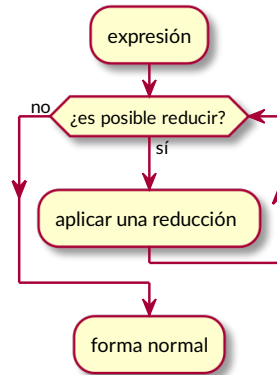 expresión
no
¿es posible reducir?
sí
aplicar una reducción
forma normal